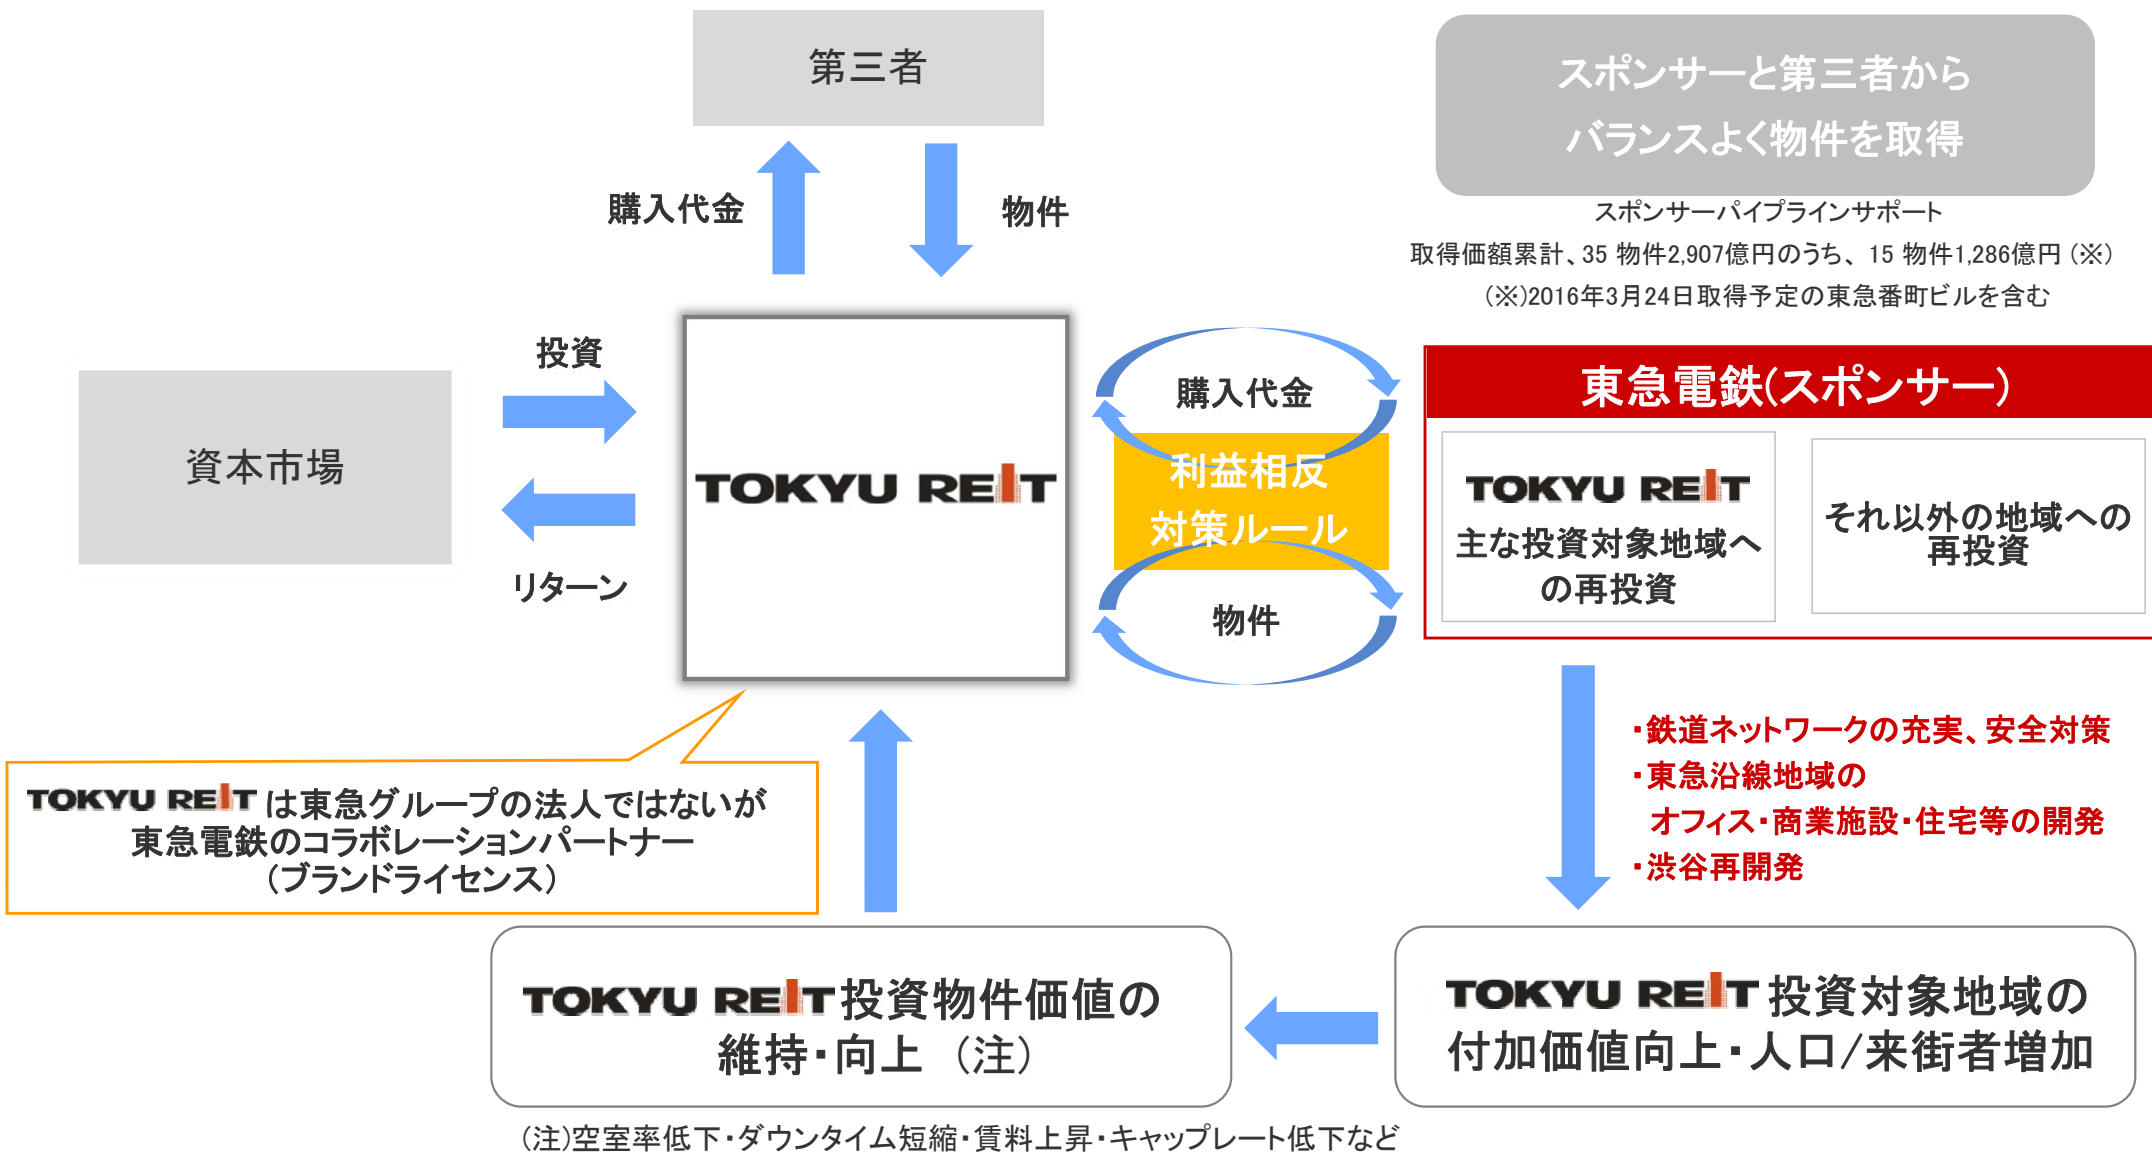 第三者
スポンサーと第三者から
バランスよく物件を取得
購入代金
物件
スポンサーパイプラインサポート
取得価額累計、35 物件2,907億円のうち、 15 物件1,286億円 (※)
(※)2016年3月24日取得予定の東急番町ビルを含む
投資
資本市場
リターン
TOKYU REIT
購入代金
利益相反
対策ルール
物件
東急電鉄(スポンサー)
TOKYU REIT
主な投資対象地域へ
の再投資
それ以外の地域への
再投資
・鉄道ネットワークの充実、安全対策
・東急沿線地域の
オフィス・商業施設・住宅等の開発
・渋谷再開発
TOKYU REIT は東急グループの法人ではないが
東急電鉄のコラボレーションパートナー
(ブランドライセンス)
TOKYU REIT 投資物件価値の
維持・向上 (注)
TOKYU REIT 投資対象地域の
付加価値向上・人口/来街者増加
(注)空室率低下・ダウンタイム短縮・賃料上昇・キャップレート低下など